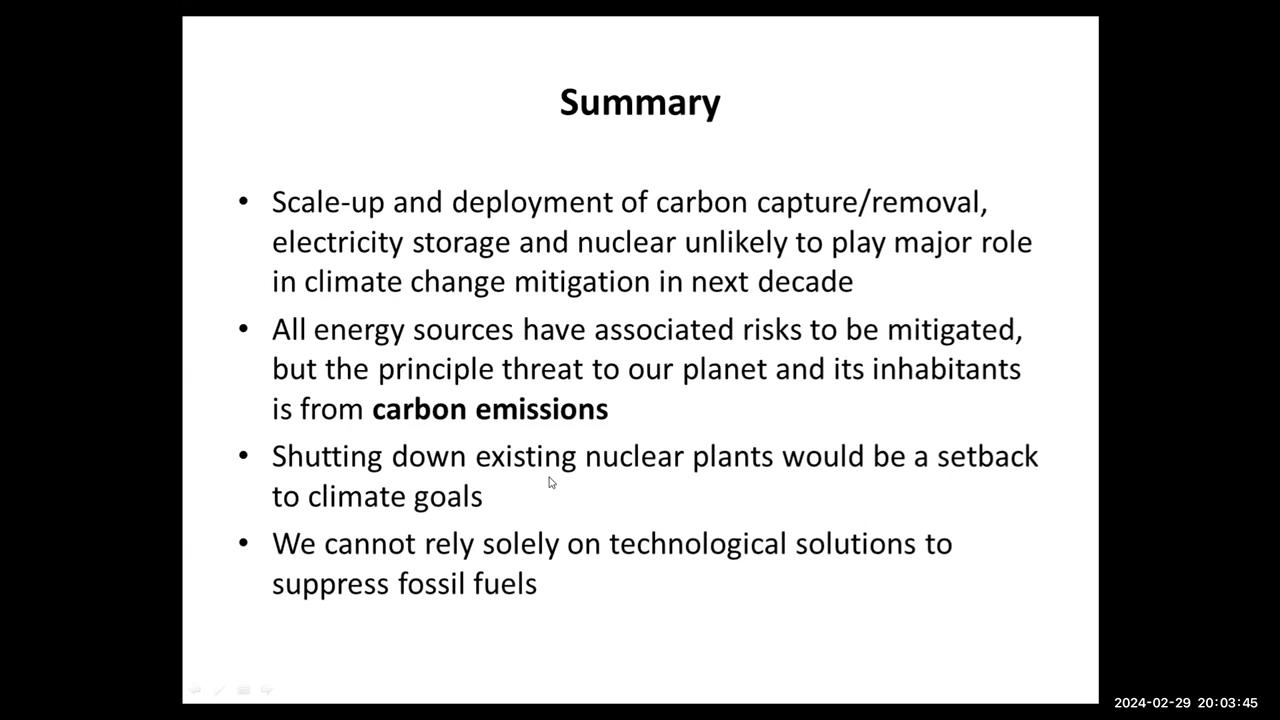 Summary
• Scale-up and deployment of carbon capture/removal,
electricity storage and nuclear unlikely to play major role
in climate change mitigation in next decade
• All energy sources have associated risks to be mitigated,
but the principle threat to our planet and its inhabitants
is from carbon emissions
• Shutting down existing nuclear plants would be a setback
to climate goals
• We cannot rely solely on technological solutions to
suppress fossil fuels
2024-02-29 20:03:45